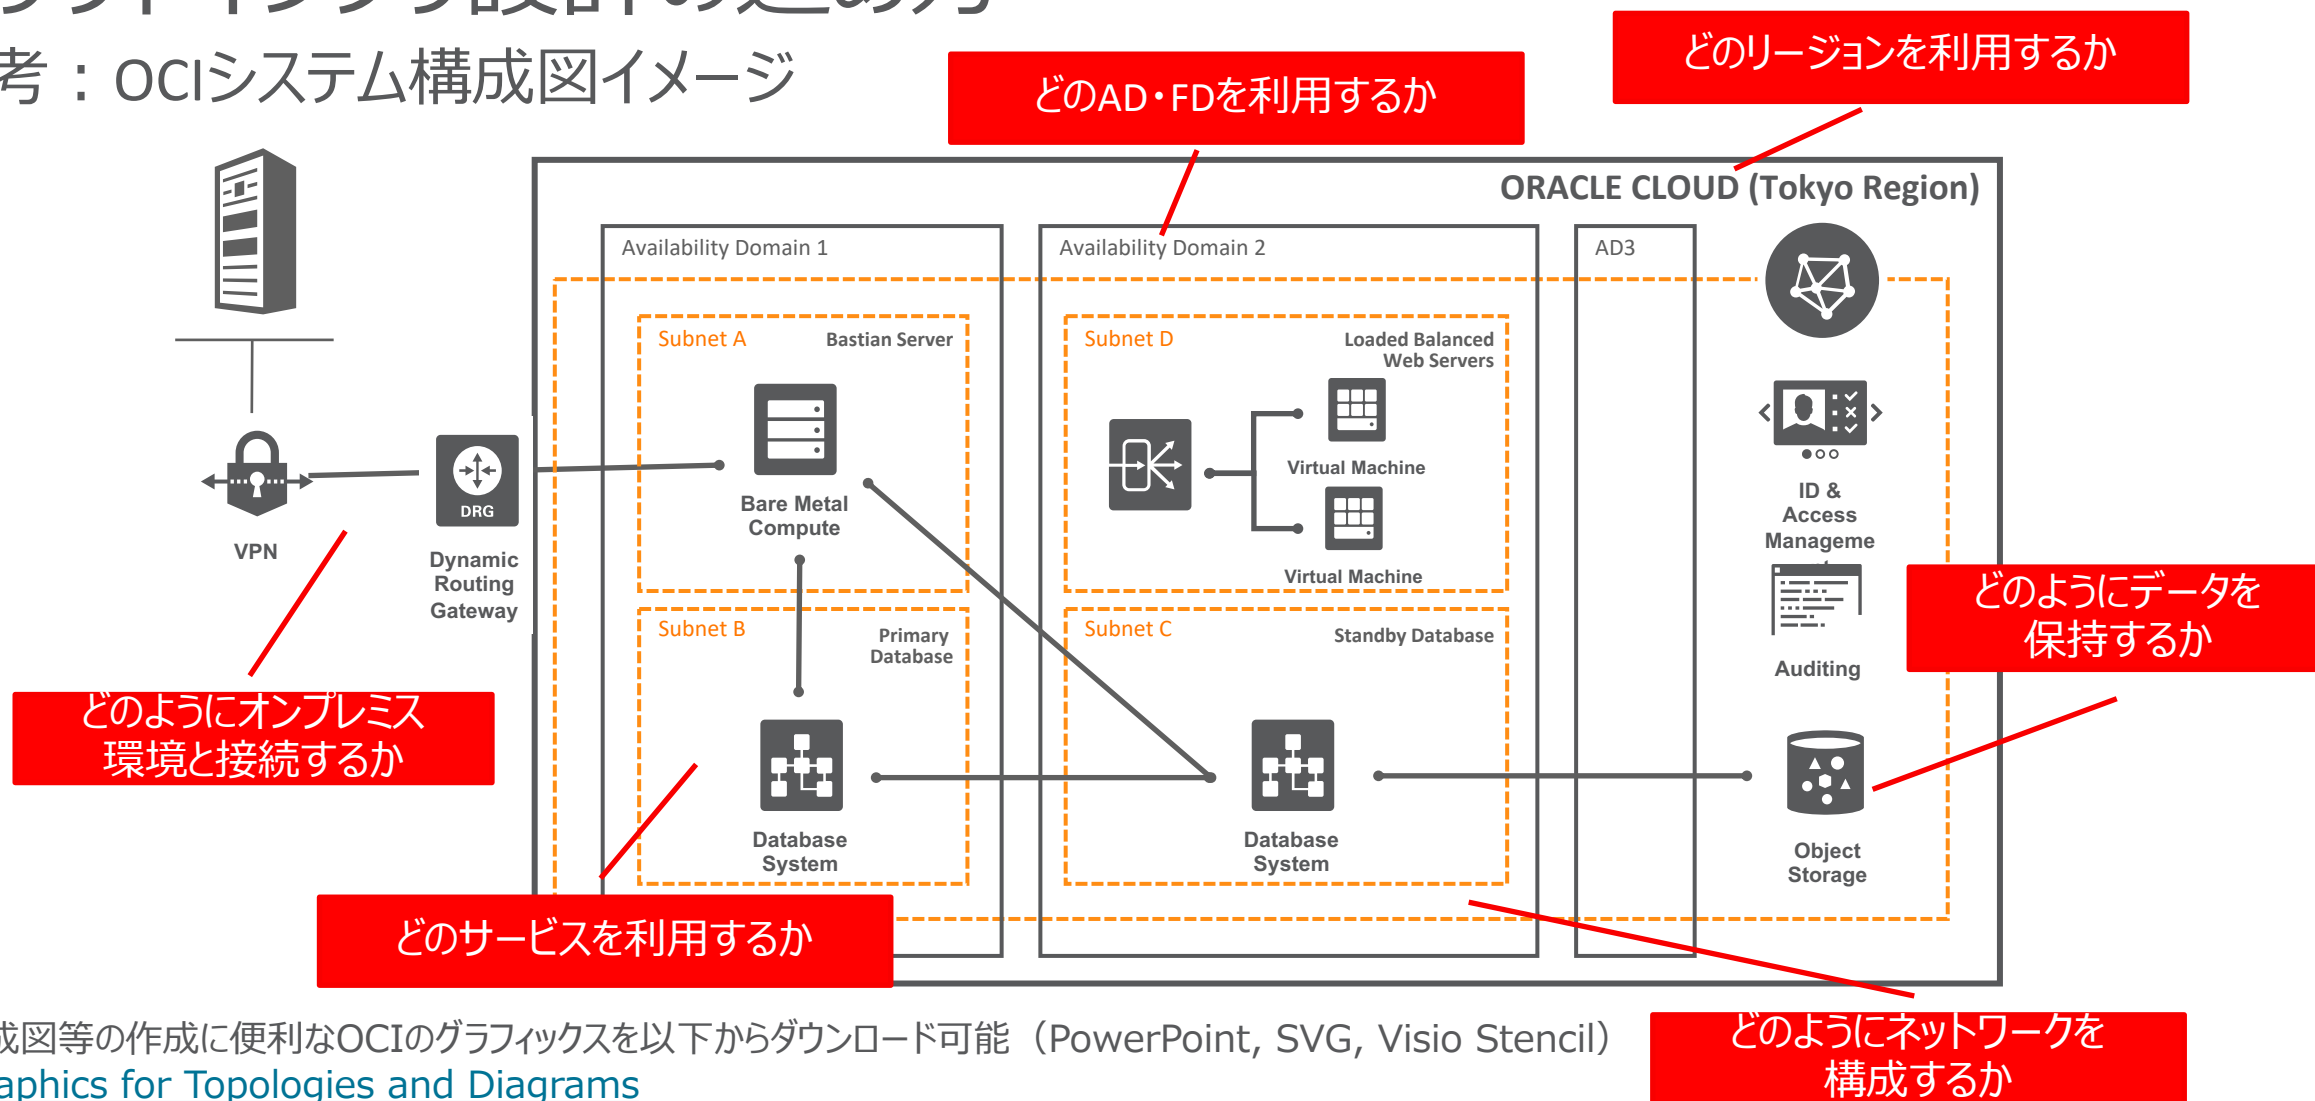 考：OCIシステム構成図イメージ
どのAD・FDを利用するか
どのリージョンを利用するか
ORACLE CLOUD (Tokyo Region)
Availability Domain 1
Availability Domain 2
AD3
Subnet A
Bastian Server
Bare Metal
Compute
Subnet D
Loaded Balanced
Web Servers
Virtual Machine
Virtual Machine
VPN
DRG
Dynamic
Routing
Gateway
ID &
Access
Manageme
Auditing
どのようにデータを
保持するか
Subnet B
Primary
Database
Database
System
Subnet C
Standby Database
Database
System
Object
Storage
どのようにオンプレミス
環境と接続するか
どのサービスを利用するか
どのようにネットワークを
構成するか
成図等の作成に便利なOCIのグラフィックスを以下からダウンロード可能（PowerPoint, SVG, Visio Stencil）
aphics for Topologies and Diagrams